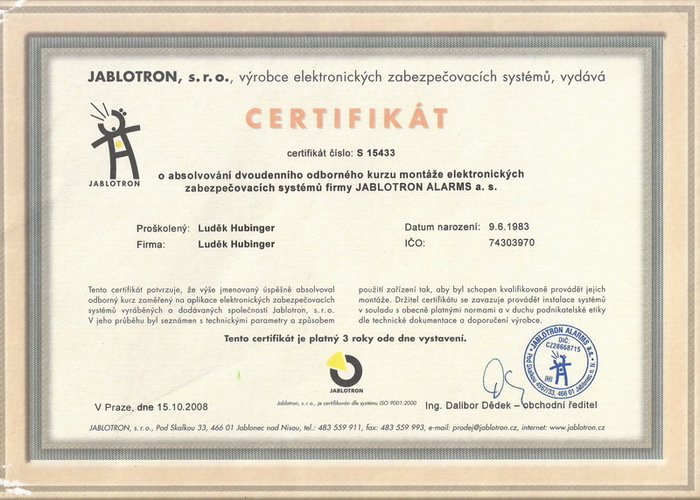 JABLOTRON, s.r.o., výrobce elektronických zabezpečovacích systémů, vydává
CERTIFIKÁT
certifikát číslo: S 15433
JABLOTRON
o absolvování dvoudenního odborného kurzu montáže elektronických
zabezpečovacích systémů firmy JABLOTRON ALARMS a. s.
Proškolený: Luděk Hubinger
Datum narození: 9.6.1983
Firma: Luděk Hubinger
IČO: 74303970
Tento certifikát potvrzuje, že výše jmenovaný úspěšně absolvoval
odborný kurz zaměřený na aplikace elektronických zabezpečovacích
systémů vyráběných a dodávaných společností Jablotron, s.r.o.
V jeho průběhu byl seznámen s technickými parametry a způsobem
použití zařízení tak, aby byl schopen kvalifikovaně provádět jejich
montáže. Držitel certifikátu se zavazuje provádět instalace systémů
v souladu s obecně platnými normami a v duchu podnikatelské etiky
dle technické dokumentace a doporučení výrobce.
Tento certifikát je platný 3 roky ode dne vystavení.
JABLOTRON
JABLOTRON ALARMS a.s.
DIČ:
CZ28668715
Pod Skalkou 4567/33, 466 01 Jablonec n. N.
V Praze, dne 15.10.2008
Jablotron, s.r.o., je certifikován dle systému ISO 9001:2000
Ing. Dalibor Dědek – obchodní ředitel
JABLOTRON, s.r.o., Pod Skalkou 33, 466 01 Jablonec nad Nisou, tel.: 483 559 911, fax: 483 559 993, e-mail: prodej@jablotron.cz, internet: www.jablotron.cz